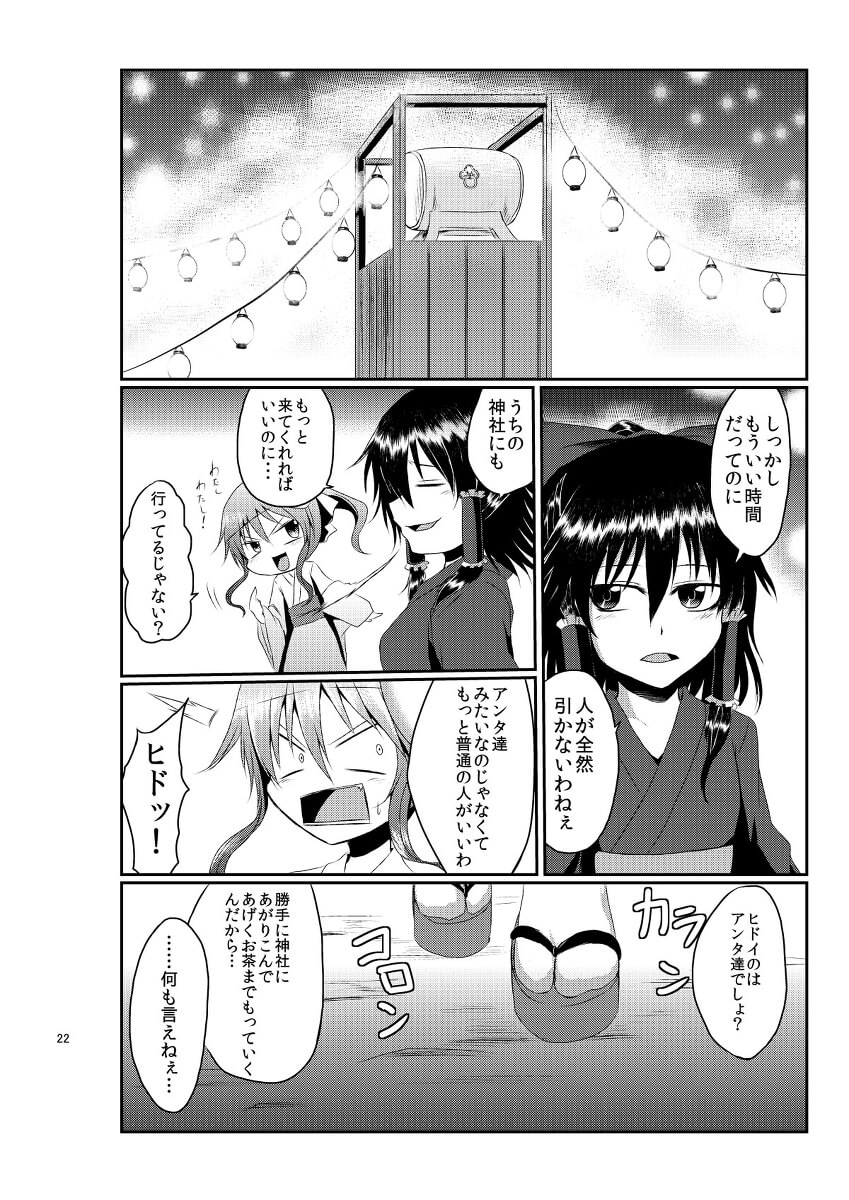 しっかし
もういい時間
だってのに
人が全然
引かないわねぇ
うちの
神社にも
もっと
来てくれれば
いいのに…
わたし
わたし!
行ってるじゃない?
アンタ達
みたいなのじゃなくて
もっと普通の人がいいわ
ヒドッ!
ヒドイのは
アンタ達でしょ?
カラン
コロン
勝手に神社に
あがりこんで
あげくお茶までもっていく
んだから…
……何も言えねぇ…
22